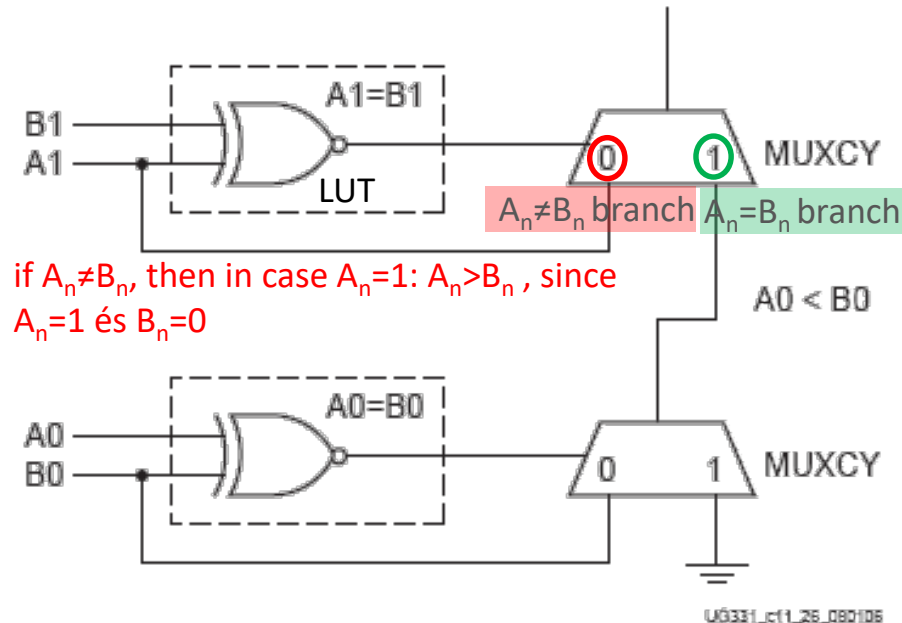 A1=B1
B1
A1
LUT
0
1
MUXCY
Aₙ≠Bₙ branch
Aₙ=Bₙ branch
if Aₙ≠Bₙ, then in case Aₙ=1: Aₙ>Bₙ , since
Aₙ=1 és Bₙ=0
A0 < B0
A0=B0
A0
B0
0
1
MUXCY
UG331_c11_26_080106